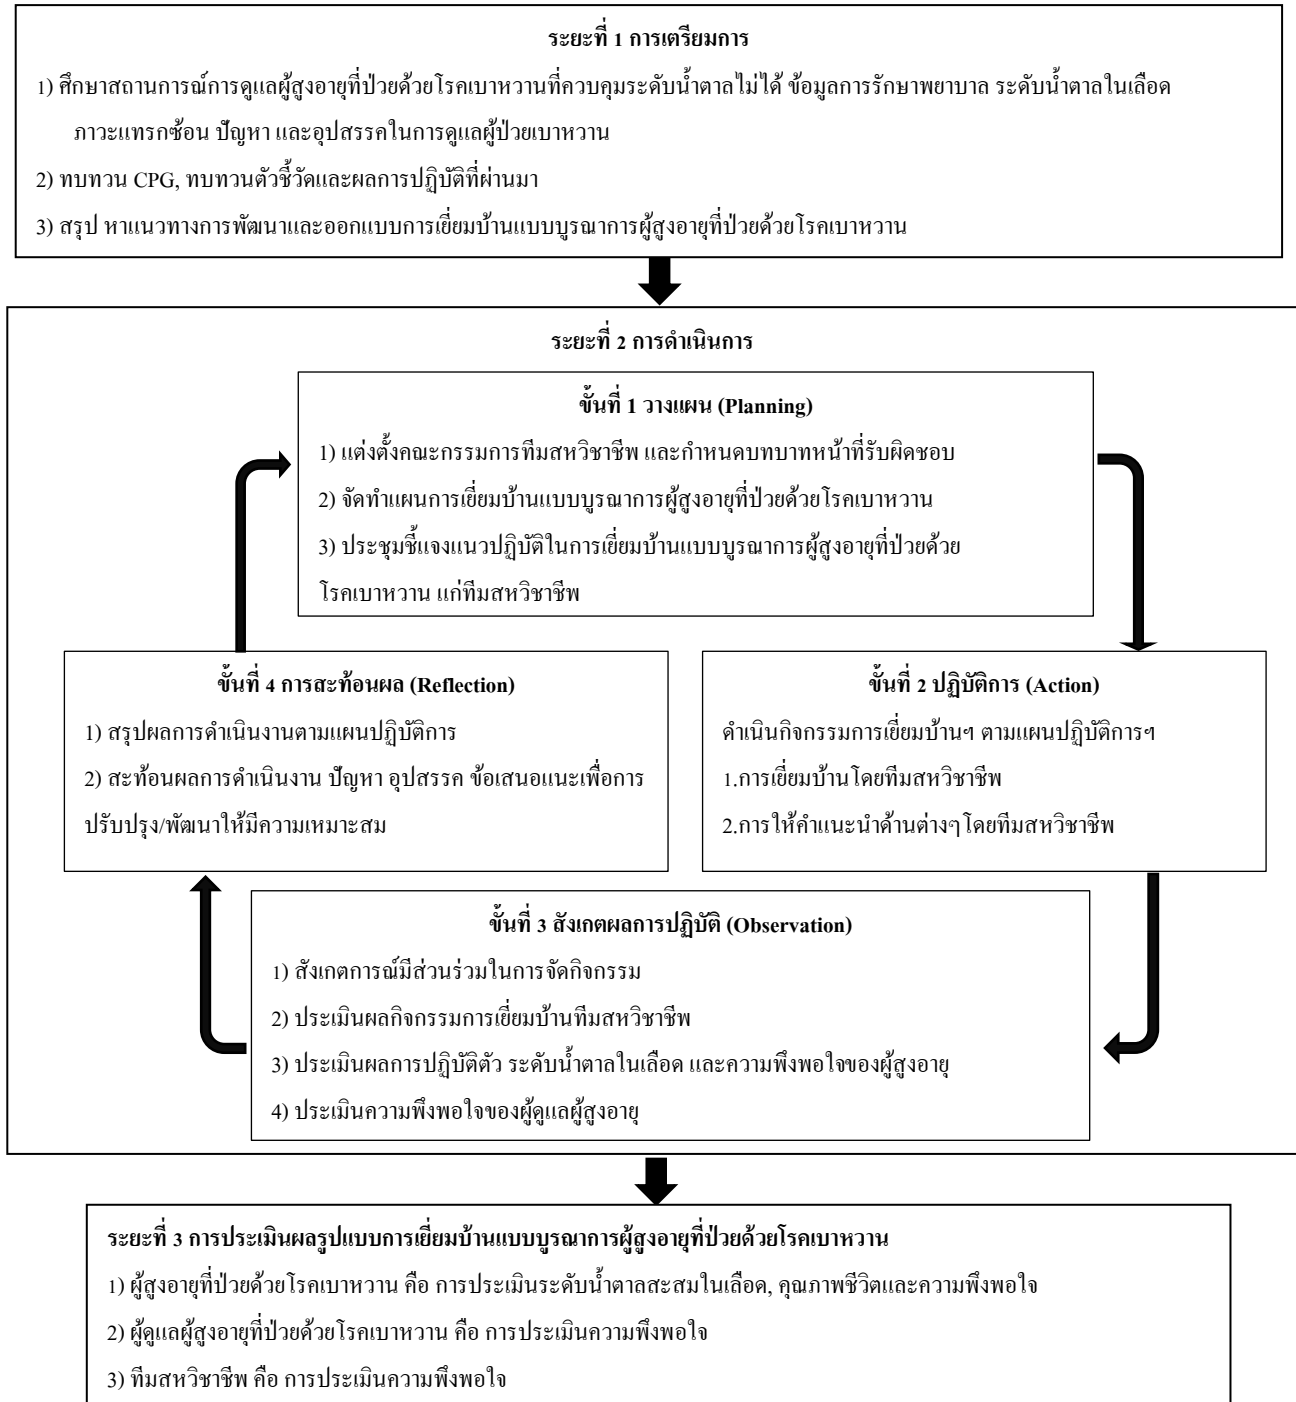 ระยะที่ 1 การเตรียมการ
1) ศึกษาสถานการณ์การดูแลผู้สูงอายุที่ป่วยด้วยโรคเบาหวานที่ควบคุมระดับน้ำตาลไม่ได้ ข้อมูลการรักษาพยาบาล ระดับน้ำตาลในเลือด
ภาวะแทรกซ้อน ปัญหา และอุปสรรคในการดูแลผู้ป่วยเบาหวาน
2) ทบทวน CPG, ทบทวนตัวชี้วัดและผลการปฏิบัติที่ผ่านมา
3) สรุป หาแนวทางการพัฒนาและออกแบบการเยี่ยมบ้านแบบบูรณาการผู้สูงอายุที่ป่วยด้วยโรคเบาหวาน
ระยะที่ 2 การดำเนินการ
ขั้นที่ 1 วางแผน (Planning)
1) แต่งตั้งคณะกรรมการทีมสหวิชาชีพ และกำหนดบทบาทหน้าที่รับผิดชอบ
2) จัดทำแผนการเยี่ยมบ้านแบบบูรณาการผู้สูงอายุที่ป่วยด้วยโรคเบาหวาน
3) ประชุมชี้แจงแนวปฏิบัติในการเยี่ยมบ้านแบบบูรณาการผู้สูงอายุที่ป่วยด้วย
โรคเบาหวาน แก่ทีมสหวิชาชีพ
ขั้นที่ 4 การสะท้อนผล (Reflection)
1) สรุปผลการดำเนินงานตามแผนปฏิบัติการ
2) สะท้อนผลการดำเนินงาน ปัญหา อุปสรรค ข้อเสนอแนะเพื่อการ
ปรับปรุง/พัฒนาให้มีความเหมาะสม
ขั้นที่ 2 ปฏิบัติการ (Action)
ดำเนินกิจกรรมการเยี่ยมบ้านฯ ตามแผนปฏิบัติการฯ
1.การเยี่ยมบ้านโดยทีมสหวิชาชีพ
2.การให้คำแนะนำด้านต่างๆโดยทีมสหวิชาชีพ
ขั้นที่ 3 สังเกตผลการปฏิบัติ (Observation)
1) สังเกตการณ์มีส่วนร่วมในการจัดกิจกรรม
2) ประเมินผลกิจกรรมการเยี่ยมบ้านทีมสหวิชาชีพ
3) ประเมินผลการปฏิบัติตัว ระดับน้ำตาลในเลือด และความพึงพอใจของผู้สูงอายุ
4) ประเมินความพึงพอใจของผู้ดูแลผู้สูงอายุ
ระยะที่ 3 การประเมินผลรูปแบบการเยี่ยมบ้านแบบบูรณาการผู้สูงอายุที่ป่วยด้วยโรคเบาหวาน
1) ผู้สูงอายุที่ป่วยด้วยโรคเบาหวาน คือ การประเมินระดับน้ำตาลสะสมในเลือด, คุณภาพชีวิตและความพึงพอใจ
2) ผู้ดูแลผู้สูงอายุที่ป่วยด้วยโรคเบาหวาน คือ การประเมินความพึงพอใจ
3) ทีมสหวิชาชีพ คือ การประเมินความพึงพอใจ